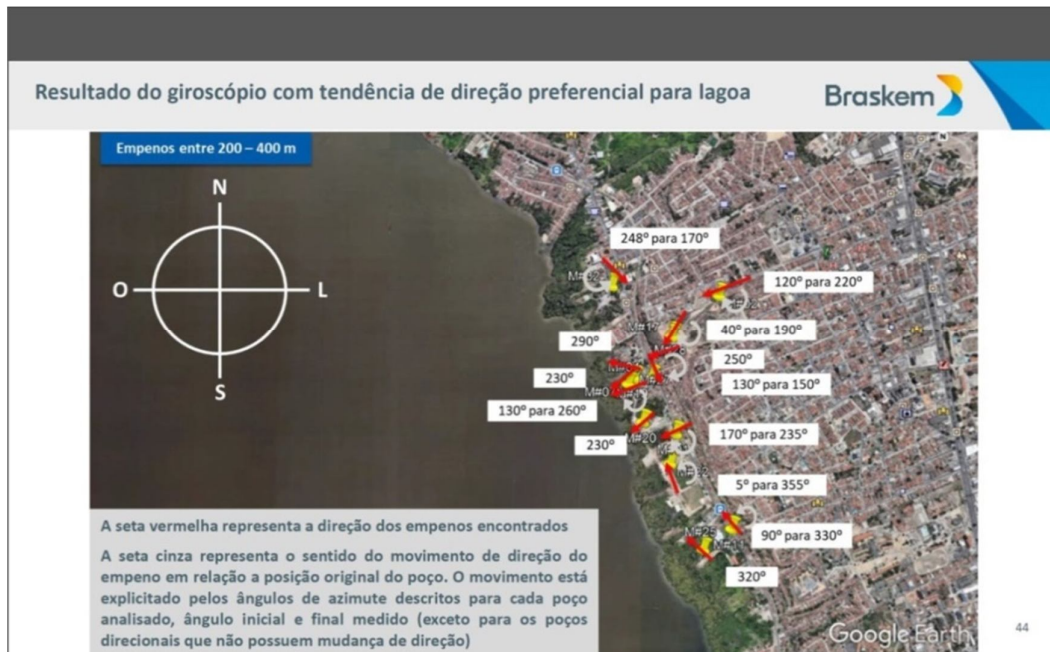 Resultado do giroscópio com tendência de direção preferencial para lagoa
Braskem
Empenos entre 200 – 400 m
N
O
L
S
248º para 170º
120º para 220º
M#17
40º para 190º
290º
250º
230º
130º para 150º
130º para 260º
230º
M#20
170º para 235º
5º para 355º
90º para 330º
M#25
320º
A seta vermelha representa a direção dos empenos encontrados
A seta cinza representa o sentido do movimento de direção do
empeno em relação a posição original do poço. O movimento está
explicitado pelos ângulos de azimute descritos para cada poço
analisado, ângulo inicial e final medido (exceto para os poços
direcionais que não possuem mudança de direção)
Google Earth
44